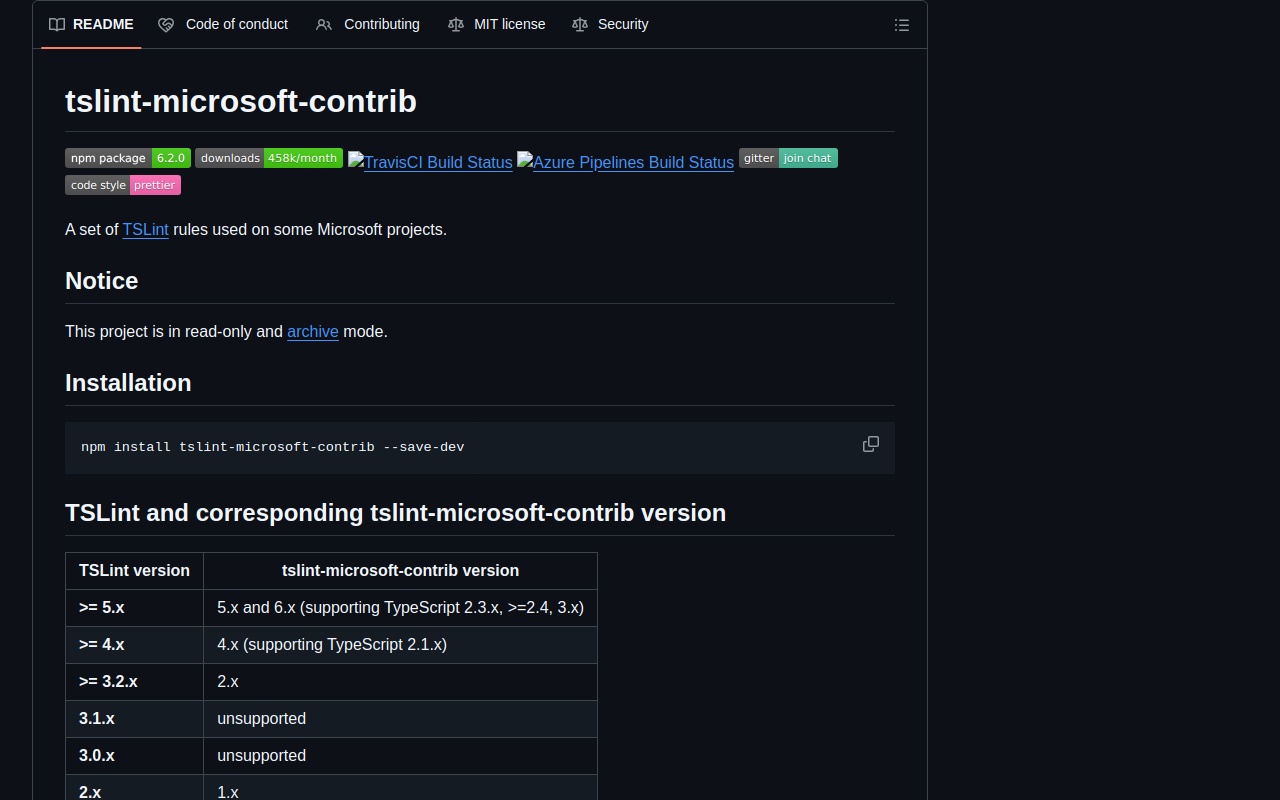 README Code of conduct Contributing MIT license Security
tslint-microsoft-contrib
npm package 6.2.0 downloads 458k/month TravisCI Build Status Azure Pipelines Build Status gitter join chat
code style prettier
A set of TSLint rules used on some Microsoft projects.
Notice
This project is in read-only and archive mode.
Installation
npm install tslint-microsoft-contrib --save-dev
TSLint and corresponding tslint-microsoft-contrib version
TSLint version tslint-microsoft-contrib version
>= 5.x 5.x and 6.x (supporting TypeScript 2.3.x, >=2.4, 3.x)
>= 4.x 4.x (supporting TypeScript 2.1.x)
>= 3.2.x 2.x
3.1.x unsupported
3.0.x unsupported
2.x 1.x